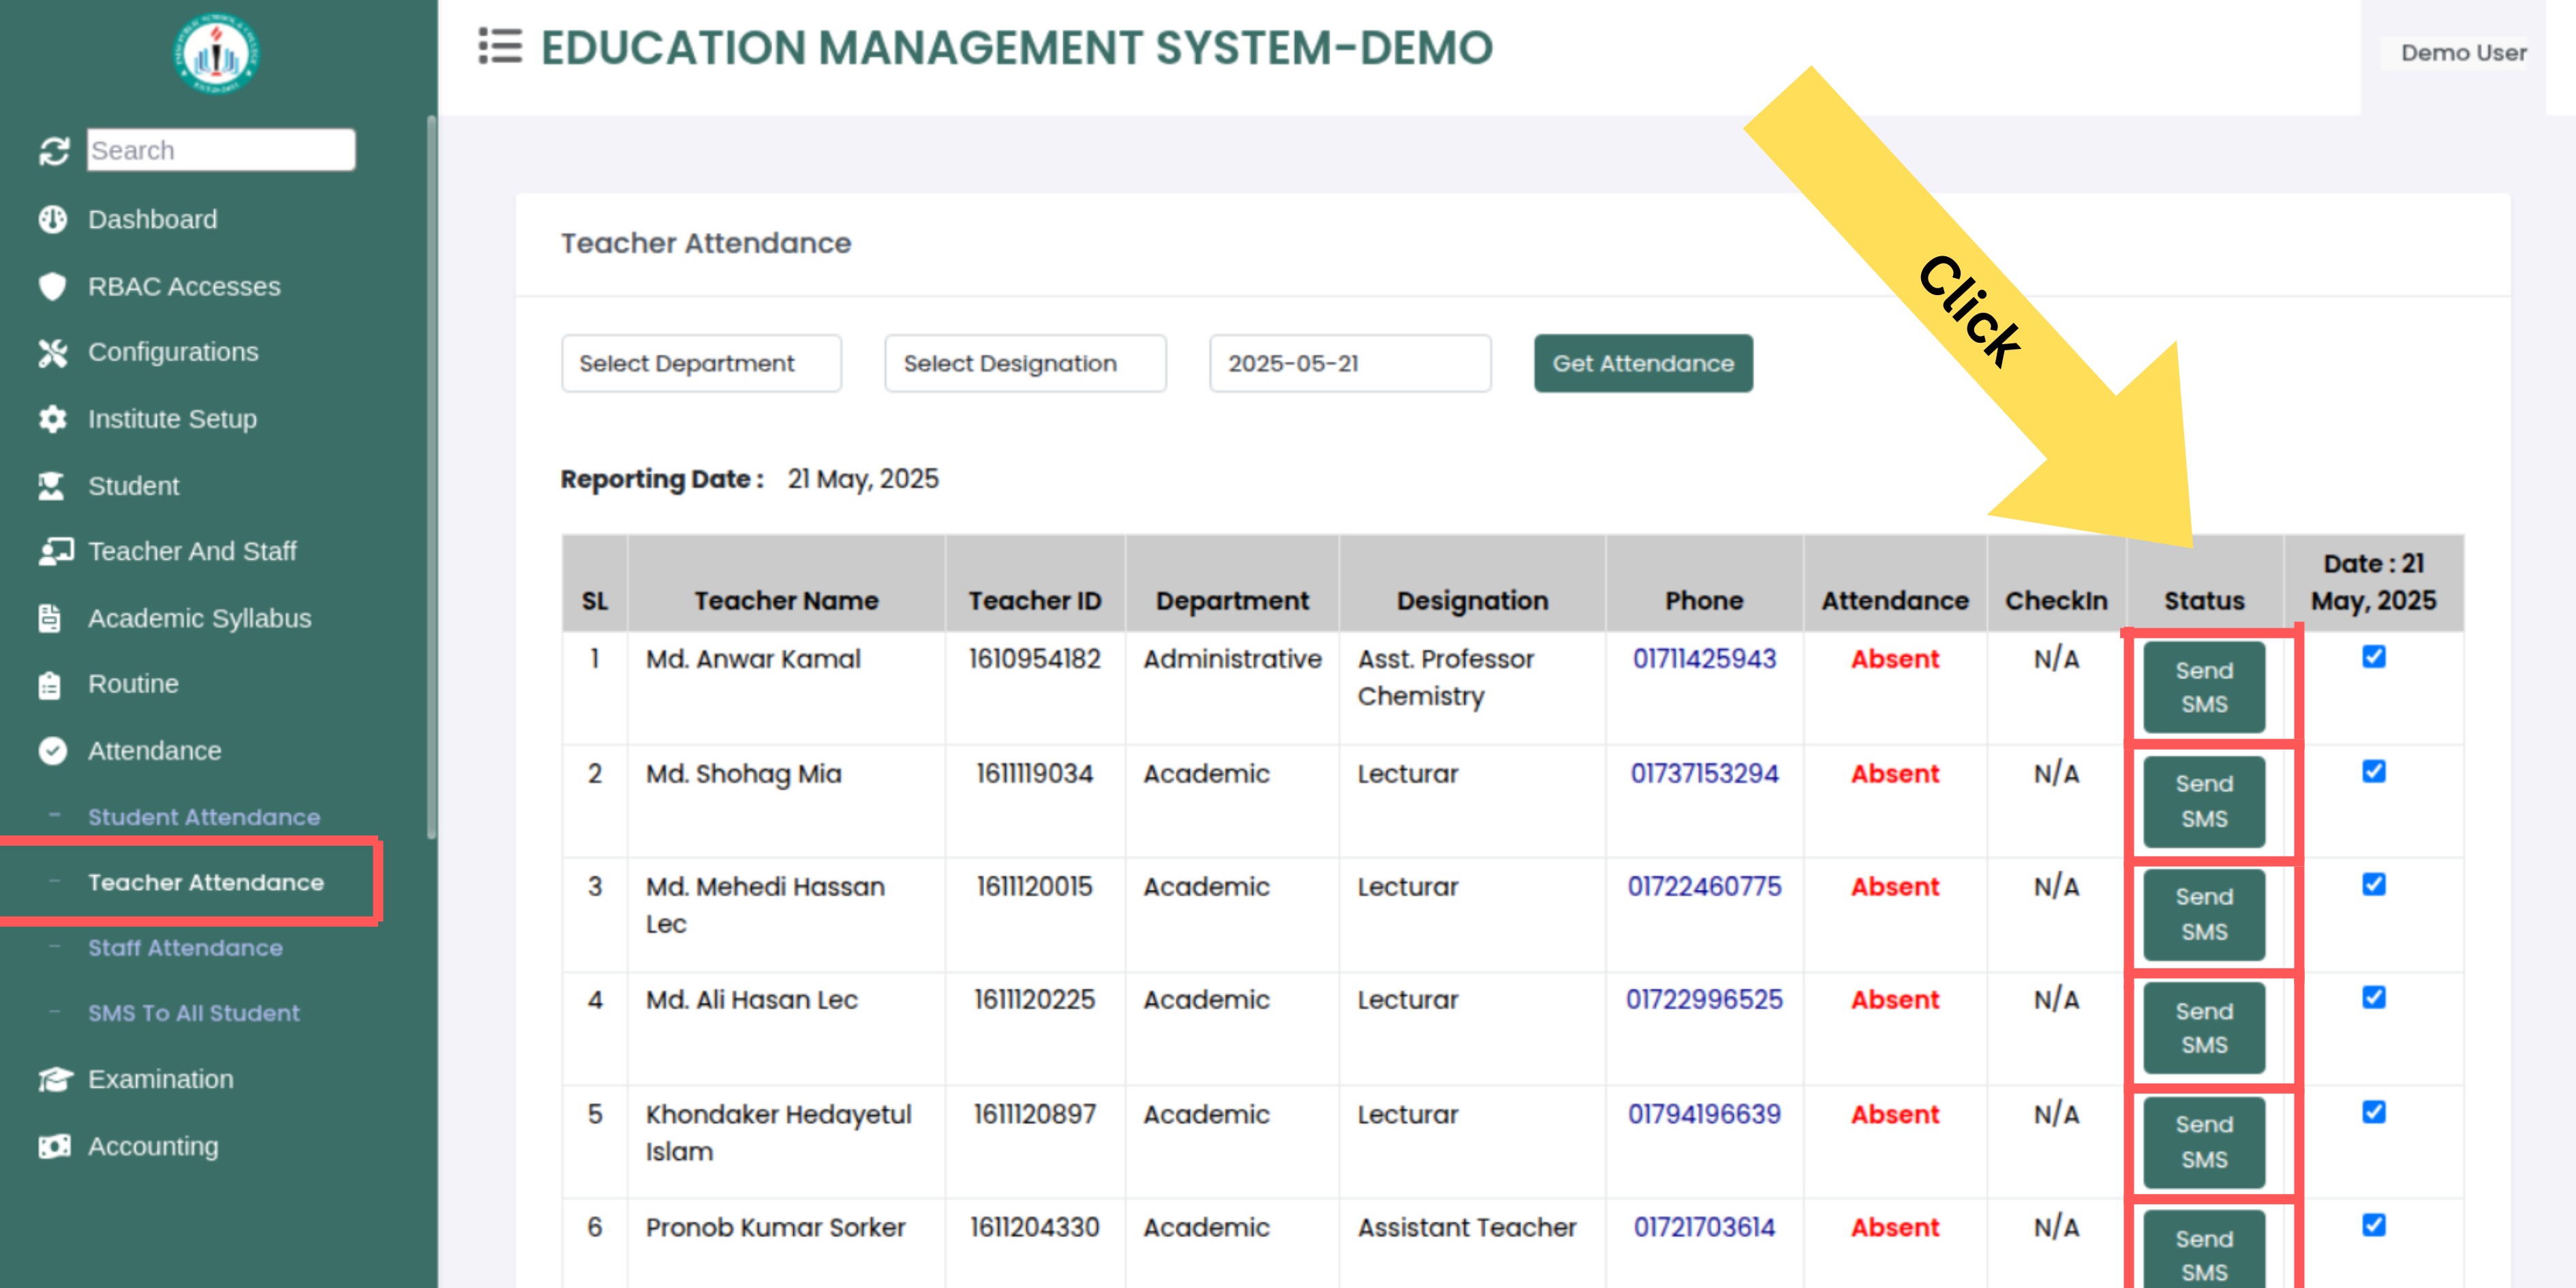 EDUCATION MANAGEMENT SYSTEM-DEMO
Demo User
Search
Dashboard
RBAC Accesses
Configurations
Institute Setup
Student
Teacher And Staff
Academic Syllabus
Routine
Attendance
Student Attendance
Teacher Attendance
Staff Attendance
SMS To All Student
Examination
Accounting
Click
Teacher Attendance
Select Department Select Designation 2025-05-21 Get Attendance
Reporting Date : 21 May, 2025
SL Teacher Name Teacher ID Department Designation Phone Attendance CheckIn Status Date : 21 May, 2025
1 Md. Anwar Kamal 1610954182 Administrative Asst. Professor Chemistry 01711425943 Absent N/A Send SMS
2 Md. Shohag Mia 1611119034 Academic Lecturar 01737153294 Absent N/A Send SMS
3 Md. Mehedi Hassan Lec 1611120015 Academic Lecturar 01722460775 Absent N/A Send SMS
4 Md. Ali Hasan Lec 1611120225 Academic Lecturar 01722996525 Absent N/A Send SMS
5 Khondaker Hedayetul Islam 1611120897 Academic Lecturar 01794196639 Absent N/A Send SMS
6 Pronob Kumar Sorker 1611204330 Academic Assistant Teacher 01721703614 Absent N/A Send SMS